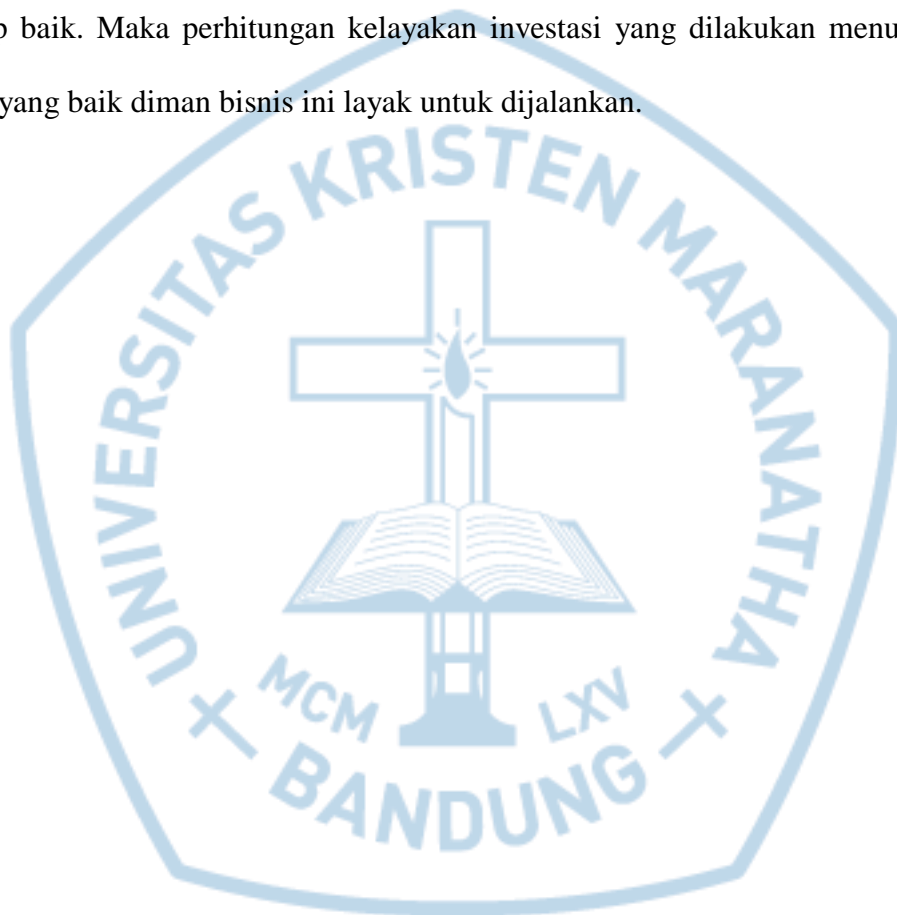 baik. Maka perhitungan kelayakan investasi yang dilakukan
yang baik diman bisnis ini layak untuk dijalankan.
UNIVERSITAS KRISTEN MARANATHA
MCM LXV
BANDUNG